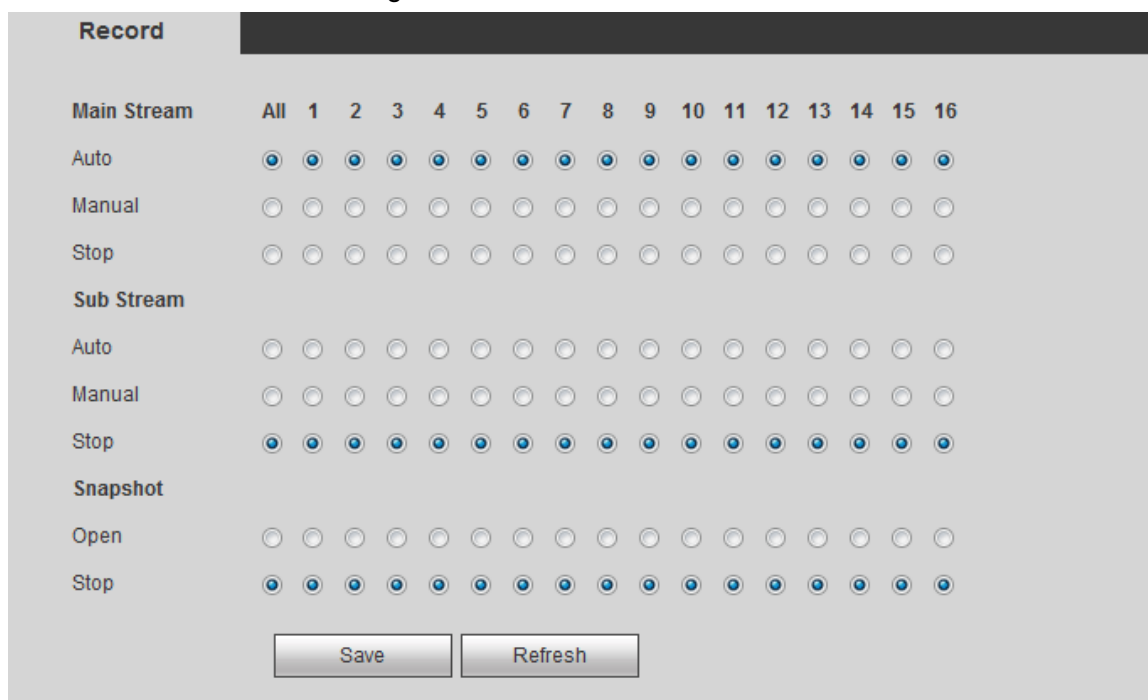 Record
Main Stream All 1 2 3 4 5 6 7 8 9 10 11 12 13 14 15 16
Auto
Manual
Stop
Sub Stream
Auto
Manual
Stop
Snapshot
Open
Stop
Save Refresh